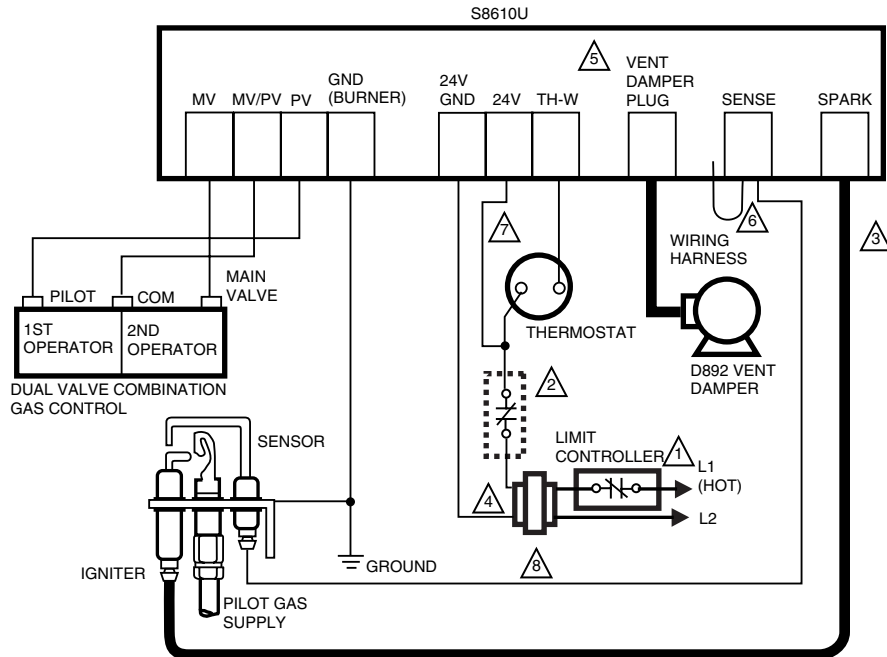 S8610U
5
MV
MV/PV
PV
GND
(BURNER)
24V
GND
24V
TH-W
VENT
DAMPER
PLUG
SENSE
SPARK
7
6
3
WIRING
HARNESS
MAIN
VALVE
PILOT
COM
1ST
OPERATOR
2ND
OPERATOR
THERMOSTAT
D892 VENT
DAMPER
DUAL VALVE COMBINATION
GAS CONTROL
2
SENSOR
LIMIT
CONTROLLER
1
L1
(HOT)
4
L2
8
IGNITER
GROUND
PILOT GAS
SUPPLY